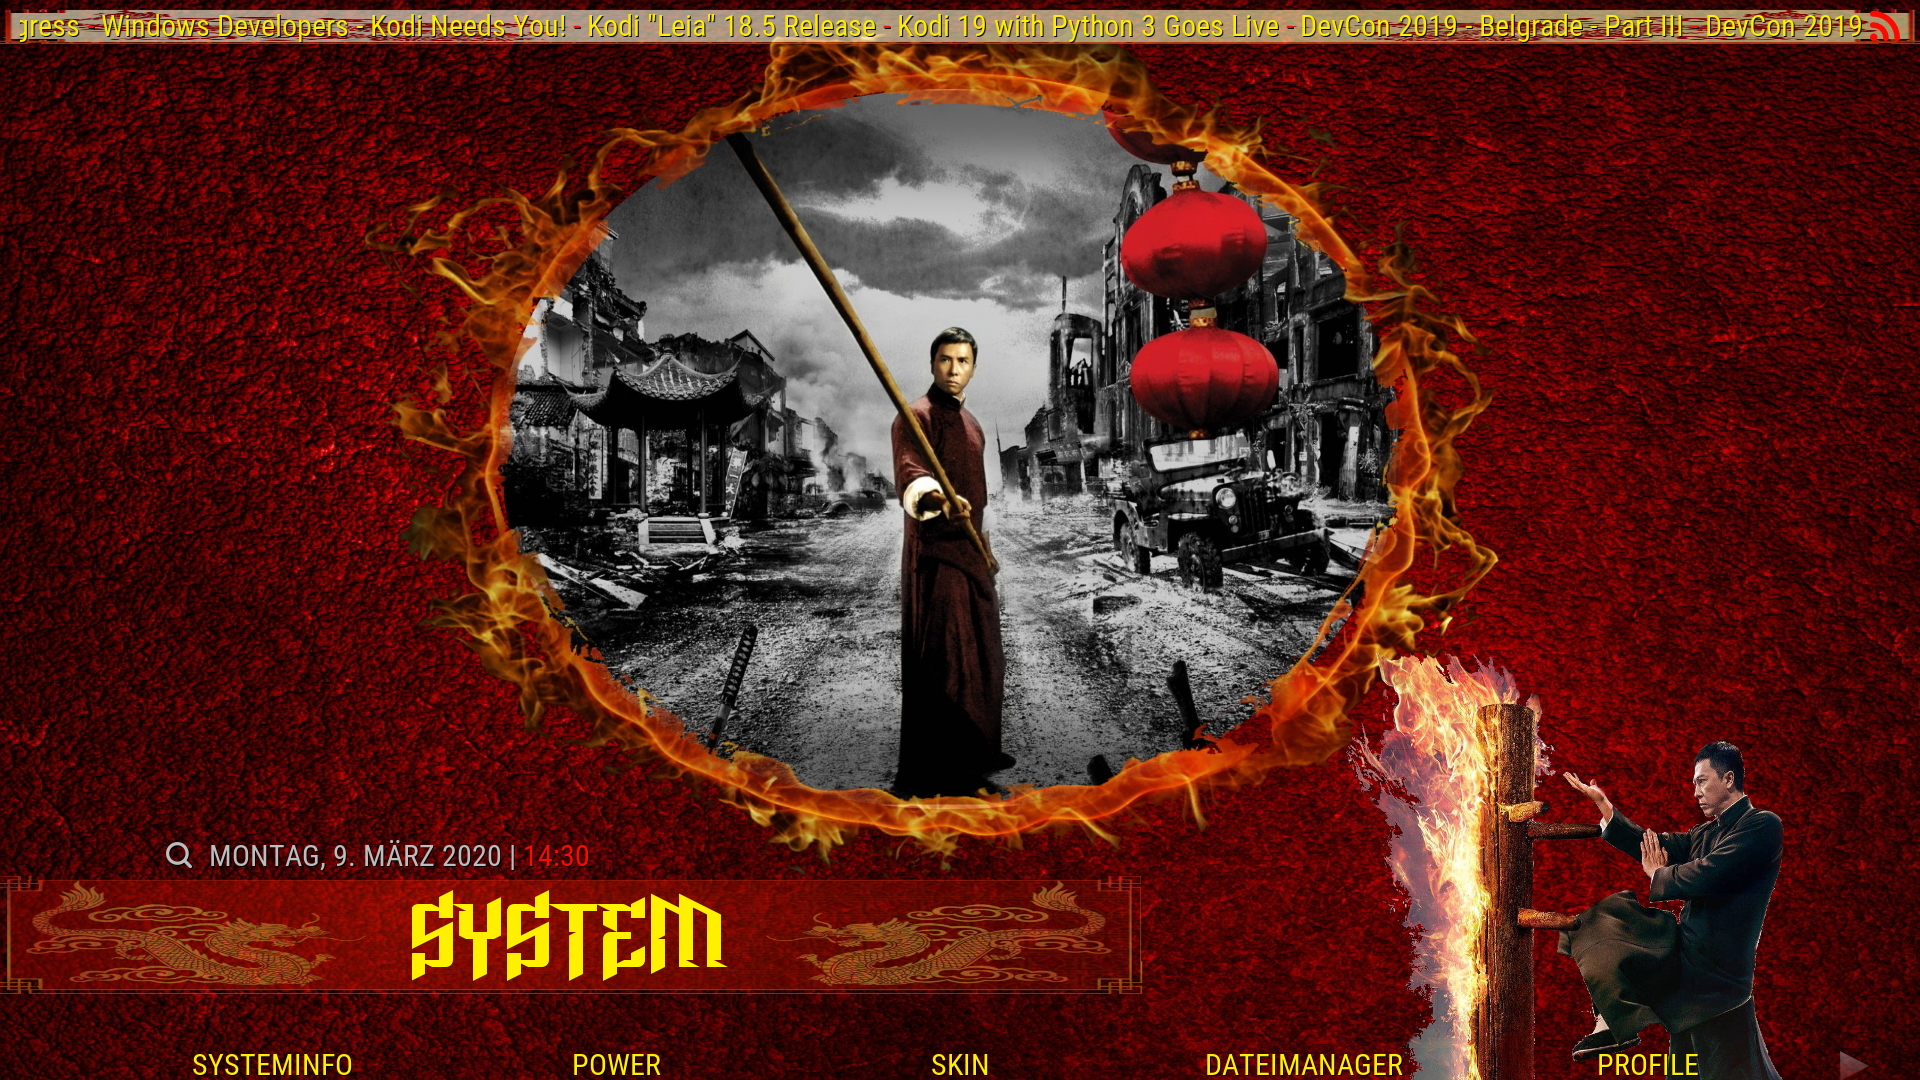 gress - Windows Developers - Kodi Needs You! - Kodi "Leia" 18.5 Release - Kodi 19 with Python 3 Goes Live - DevCon 2019 - Belgrade - Part III - DevCon 2019
MONTAG, 9. MÄRZ 2020 | 14:30
SYSTEM
SYSTEMINFO POWER SKIN DATEIMANAGER PROFILE